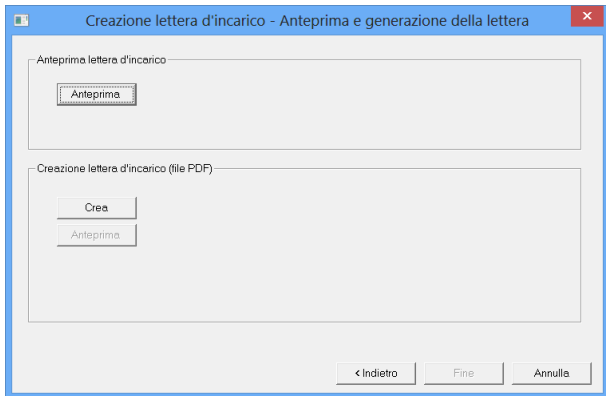 Creazione lettera d'incarico - Anteprima e generazione della lettera
Anteprima lettera d'incarico
Anteprima
Creazione lettera d'incarico (file PDF)
Crea
Anteprima
< Indietro
Fine
Annulla